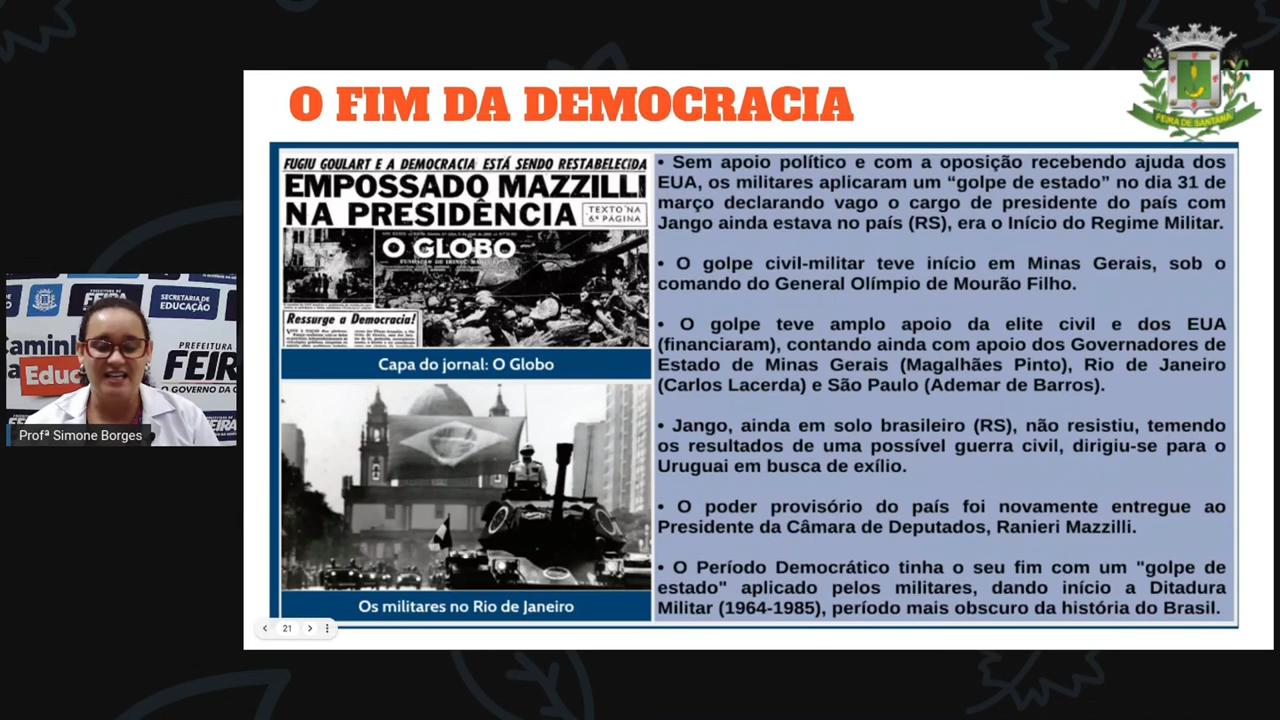 O FIM DA DEMOCRACIA
FEIRA DE SANTANA
FUGIU GOULART E A DEMOCRACIA ESTÁ SENDO RESTABELECIDA
EMPOSSADO MAZZILLI
NA PRESIDÊNCIA
TEXTO NA
6.ª PÁGINA
O GLOBO
Ressurge a Democracia!
Capa do jornal: O Globo
Os militares no Rio de Janeiro
• Sem apoio político e com a oposição recebendo ajuda dos
EUA, os militares aplicaram um “golpe de estado” no dia 31 de
março declarando vago o cargo de presidente do país com
Jango ainda estava no país (RS), era o Início do Regime Militar.
• O golpe civil-militar teve início em Minas Gerais, sob o
comando do General Olímpio de Mourão Filho.
• O golpe teve amplo apoio da elite civil e dos EUA
(financiaram), contando ainda com apoio dos Governadores de
Estado de Minas Gerais (Magalhães Pinto), Rio de Janeiro
(Carlos Lacerda) e São Paulo (Ademar de Barros).
• Jango, ainda em solo brasileiro (RS), não resistiu, temendo
os resultados de uma possível guerra civil, dirigiu-se para o
Uruguai em busca de exílio.
• O poder provisório do país foi novamente entregue ao
Presidente da Câmara de Deputados, Ranieri Mazzilli.
• O Período Democrático tinha o seu fim com um "golpe de
estado" aplicado pelos militares, dando início a Ditadura
Militar (1964-1985), período mais obscuro da história do Brasil.
21
SECRETARIA DE
EDUCAÇÃO
PREFEITURA
FEIR
O GOVERNO DA
Caminh
Educ
Profª Simone Borges